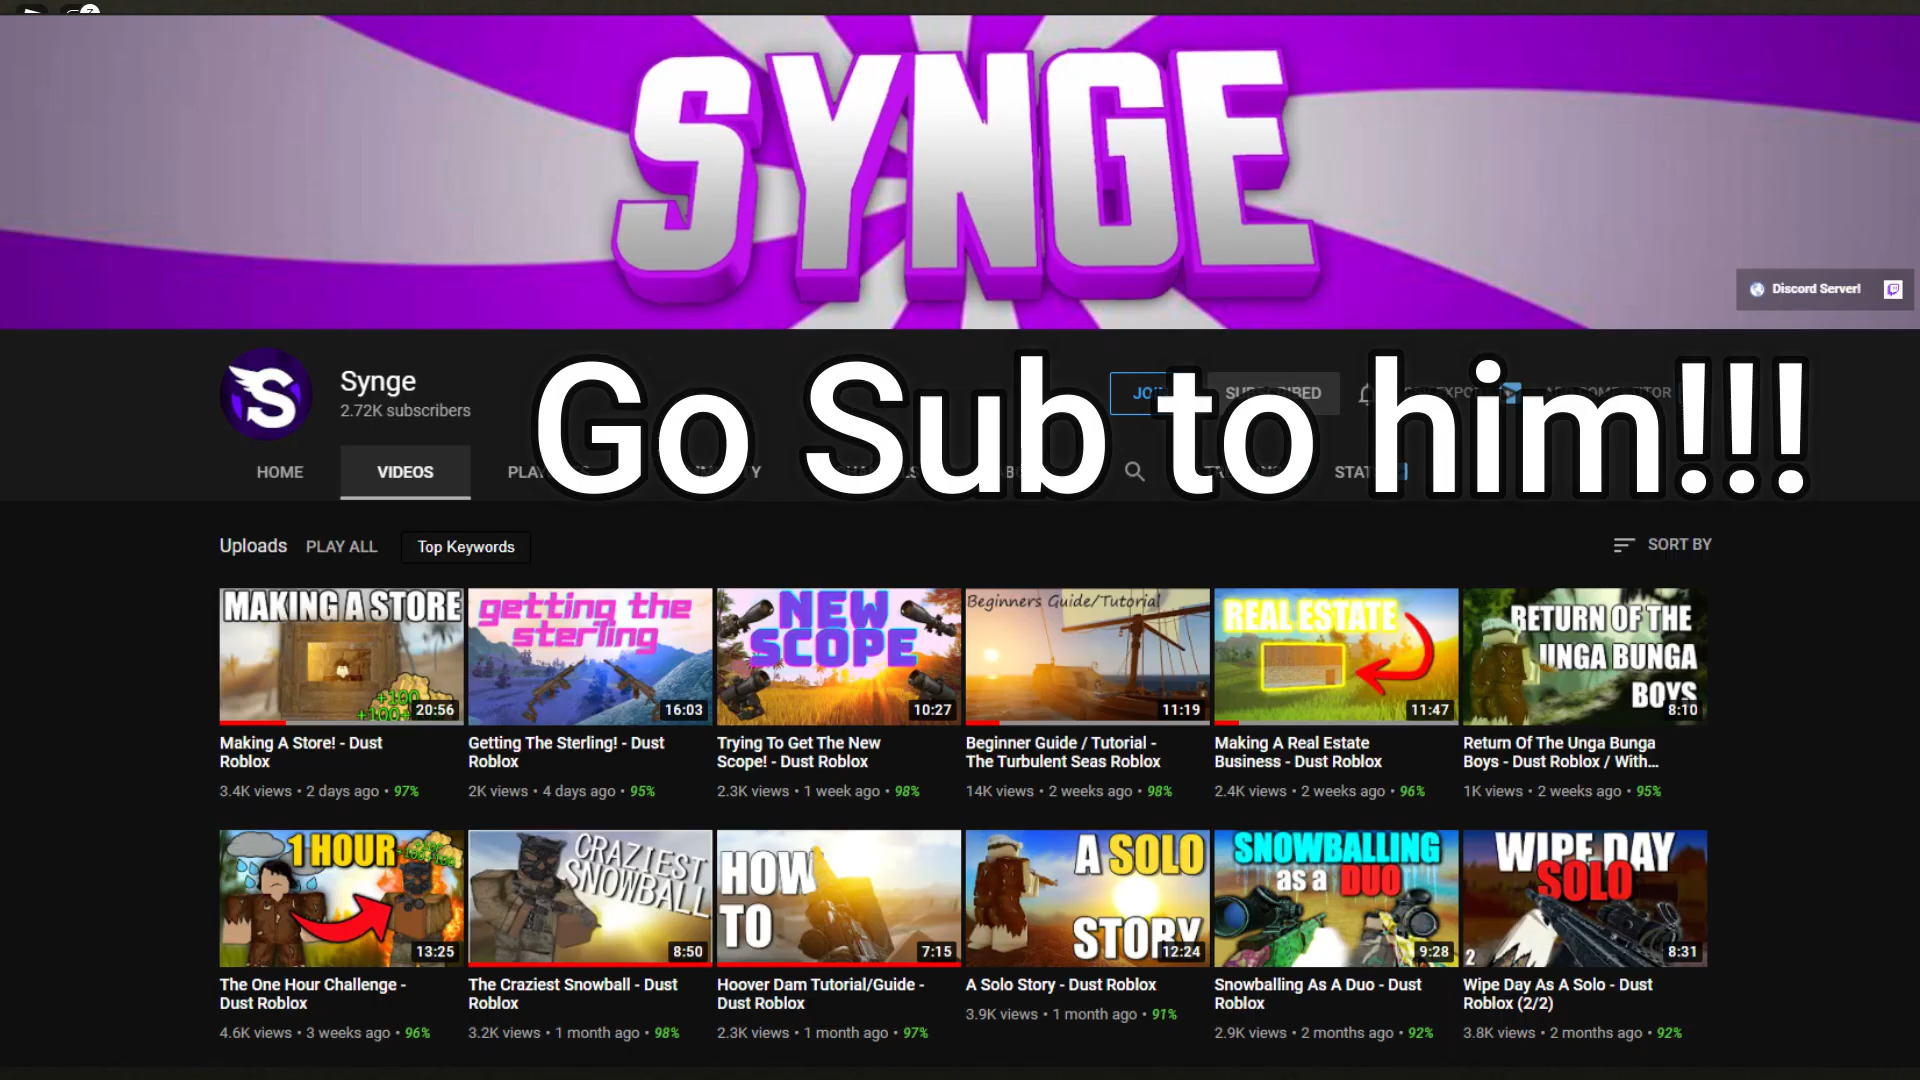 7
SYNGE
Discord Server!
S
Synge
2.72K subscribers
Go Sub to him!!!
HOME
VIDEOS
Uploads
PLAY ALL
Top Keywords
SORT BY
MAKING A STORE
+100
+100+
20:56
getting the
sterling
16:03
NEW
SCOPE
10:27
Beginners Guide/Tutorial
11:19
REAL ESTATE
11:47
RETURN OF THE
UNGA BUNGA
BOYS
8:10
Making A Store! - Dust
Roblox
3.4K views • 2 days ago • 97%
Getting The Sterling! - Dust
Roblox
2K views • 4 days ago • 95%
Trying To Get The New
Scope! - Dust Roblox
2.3K views • 1 week ago • 98%
Beginner Guide / Tutorial -
The Turbulent Seas Roblox
14K views • 2 weeks ago • 98%
Making A Real Estate
Business - Dust Roblox
2.4K views • 2 weeks ago • 96%
Return Of The Unga Bunga
Boys - Dust Roblox / With...
1K views • 2 weeks ago • 95%
1 HOUR
13:25
CRAZIEST
SNOWBALL
8:50
HOW
TO
7:15
A SOLO
STORY
12:24
SNOWBALLING
as a DUO
9:28
WIPE DAY
SOLO
2
8:31
The One Hour Challenge -
Dust Roblox
4.6K views • 3 weeks ago • 96%
The Craziest Snowball - Dust
Roblox
3.2K views • 1 month ago • 98%
Hoover Dam Tutorial/Guide -
Dust Roblox
2.3K views • 1 month ago • 97%
A Solo Story - Dust Roblox
3.9K views • 1 month ago • 91%
Snowballing As A Duo - Dust
Roblox
2.9K views • 2 months ago • 92%
Wipe Day As A Solo - Dust
Roblox (2/2)
3.8K views • 2 months ago • 92%